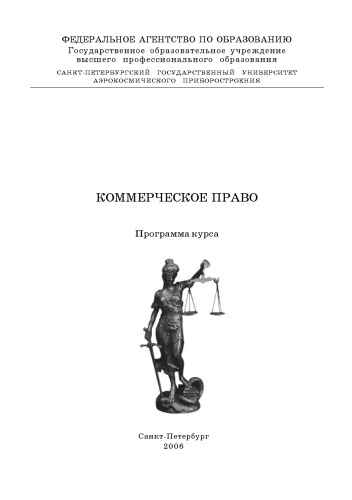 ФЕДЕРАЛЬНОЕ АГЕНТСТВО ПО ОБРАЗОВАНИЮ
Государственное образовательное учреждение
высшего профессионального образования
САНКТ-ПЕТЕРБУРГСКИЙ ГОСУДАРСТВЕННЫЙ УНИВЕРСИТЕТ
АЭРОКОСМИЧЕСКОГО ПРИБОРОСТРОЕНИЯ
КОММЕРЧЕСКОЕ ПРАВО
Программа курса
Санкт-Петербург
2006